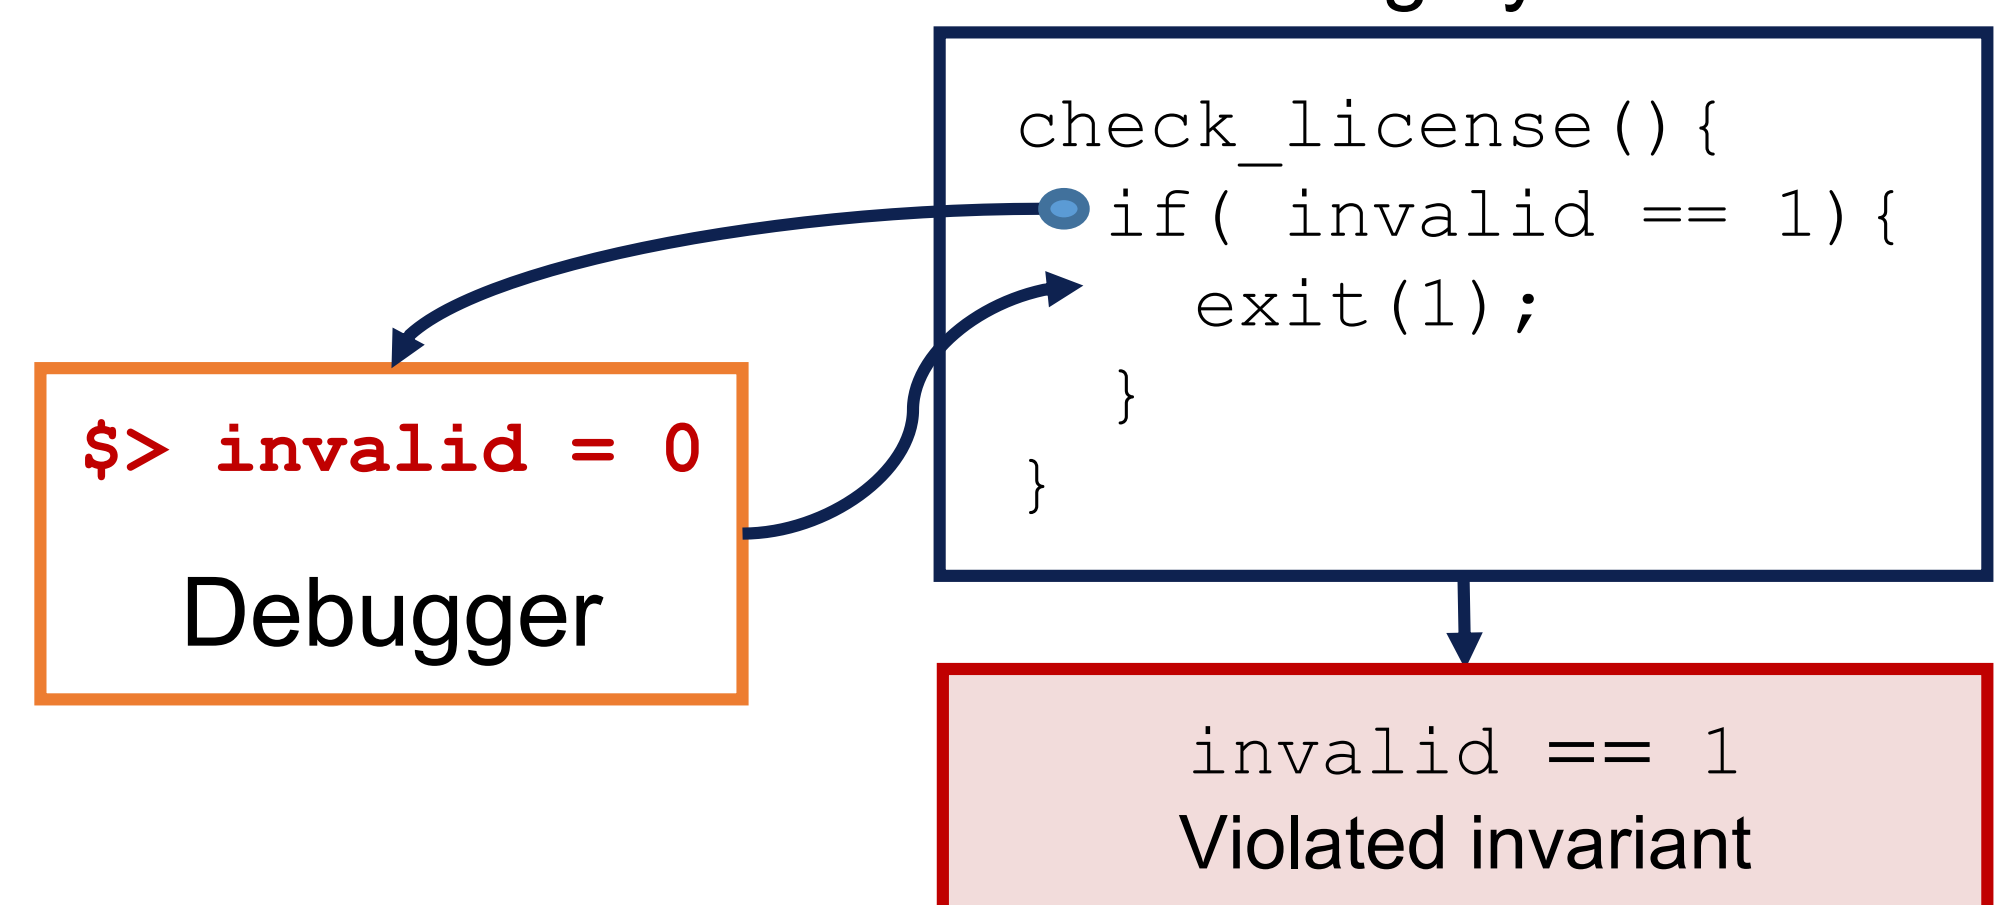 check_license(){
if( invalid == 1){
exit(1);
}
}
$> invalid = 0
Debugger
invalid == 1
Violated invariant